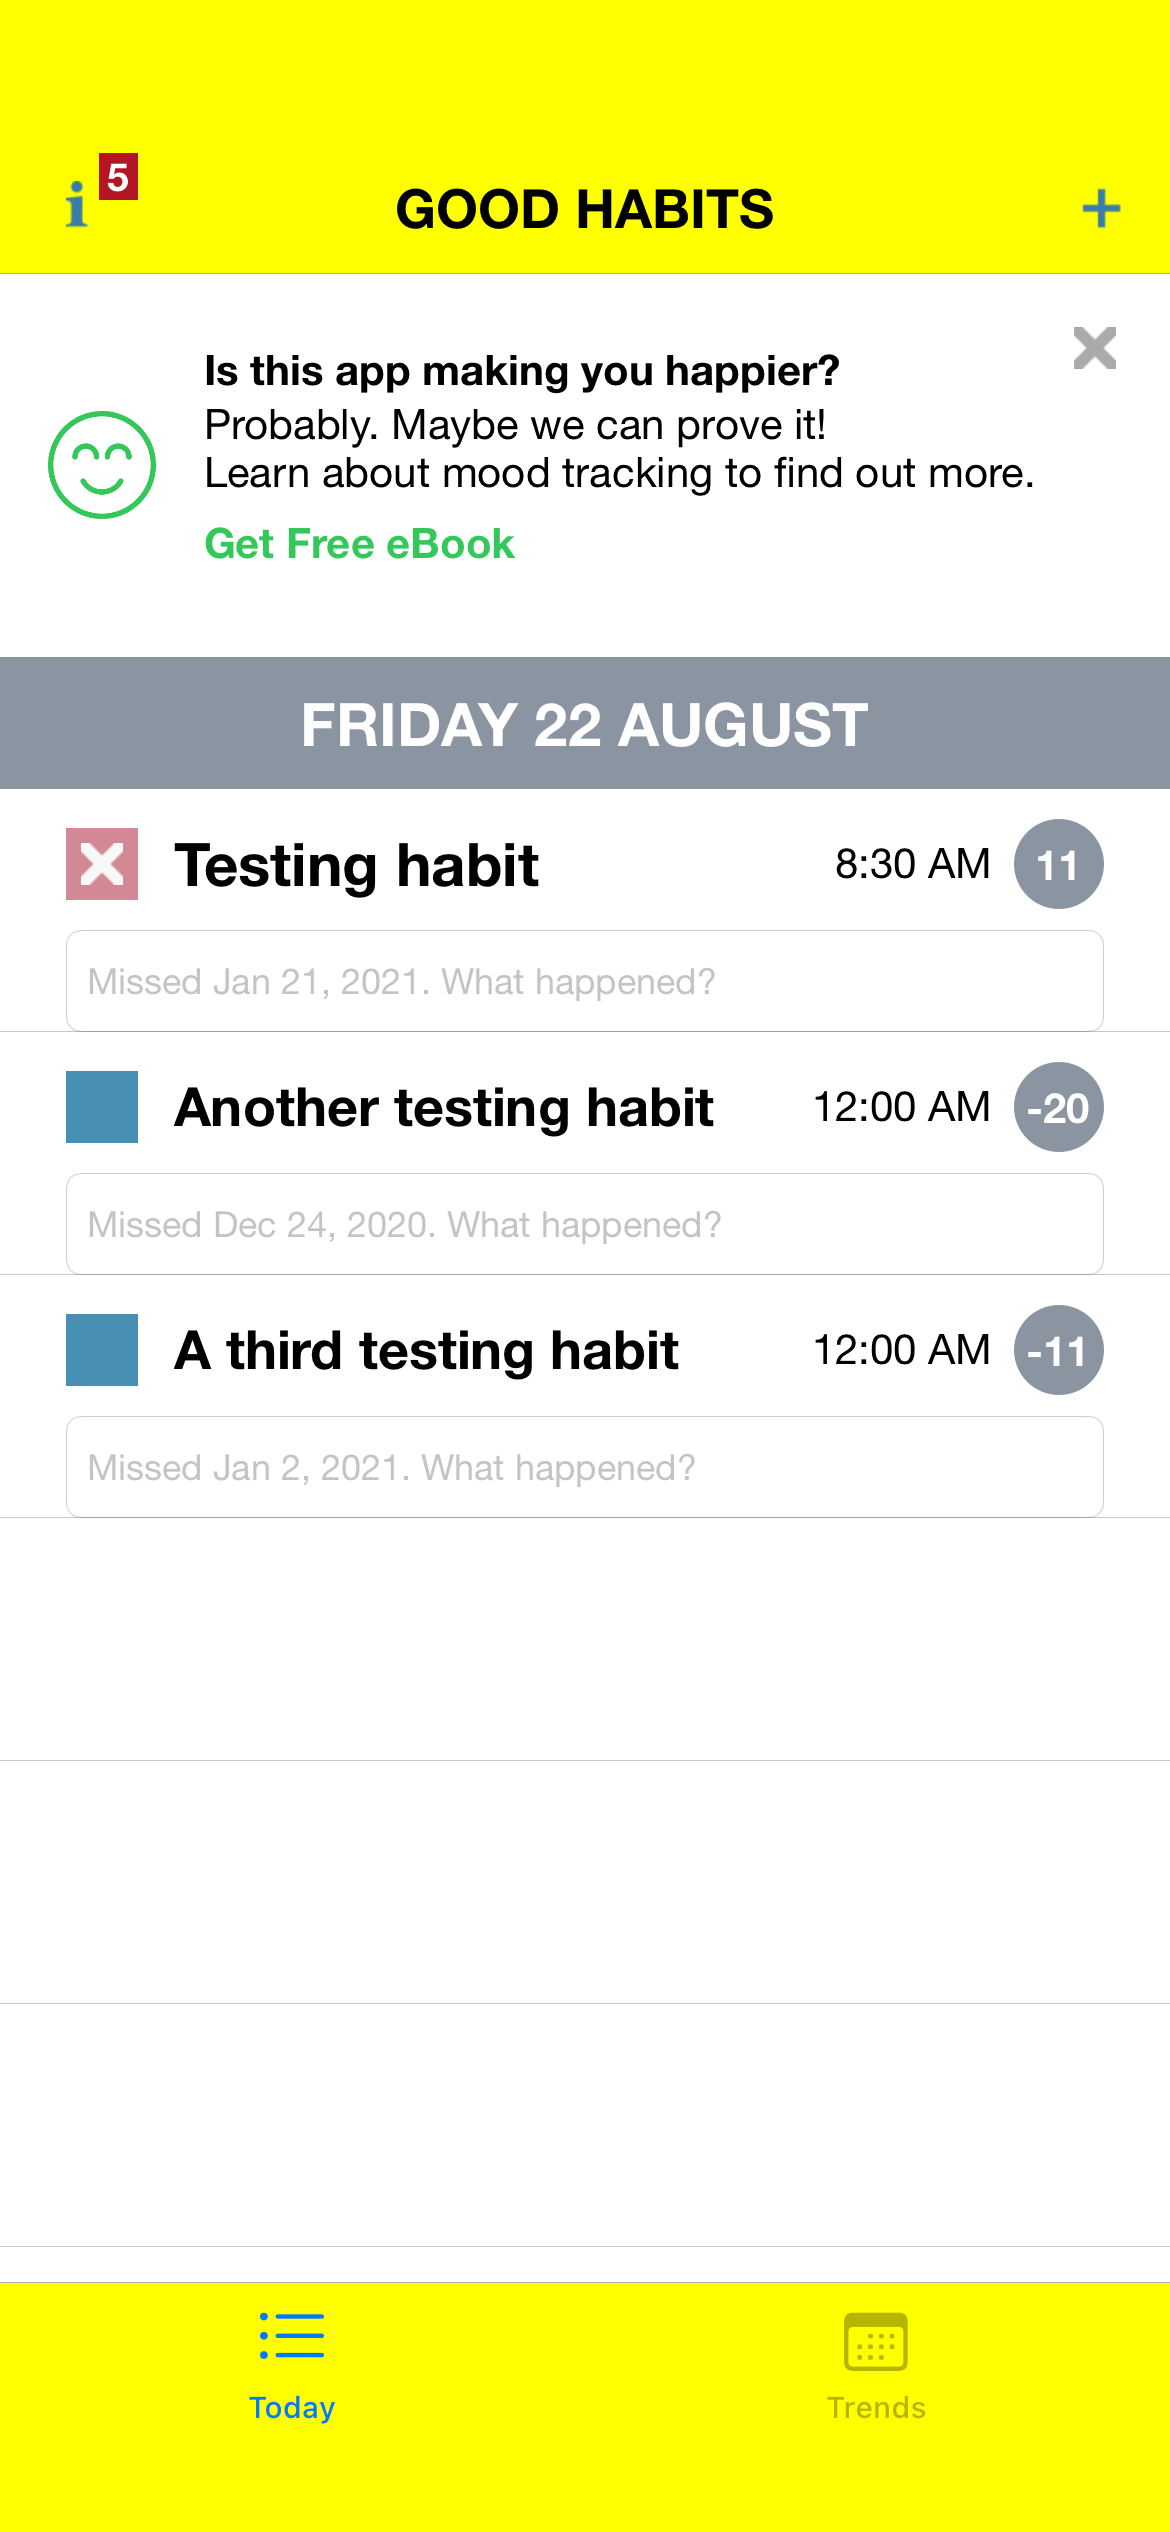 5
GOOD HABITS
Is this app making you happier?
Probably. Maybe we can prove it!
Learn about mood tracking to find out more.
Get Free eBook
FRIDAY 22 AUGUST
Testing habit 8:30 AM 11
Missed Jan 21, 2021. What happened?
Another testing habit 12:00 AM -20
Missed Dec 24, 2020. What happened?
A third testing habit 12:00 AM -11
Missed Jan 2, 2021. What happened?
Today Trends